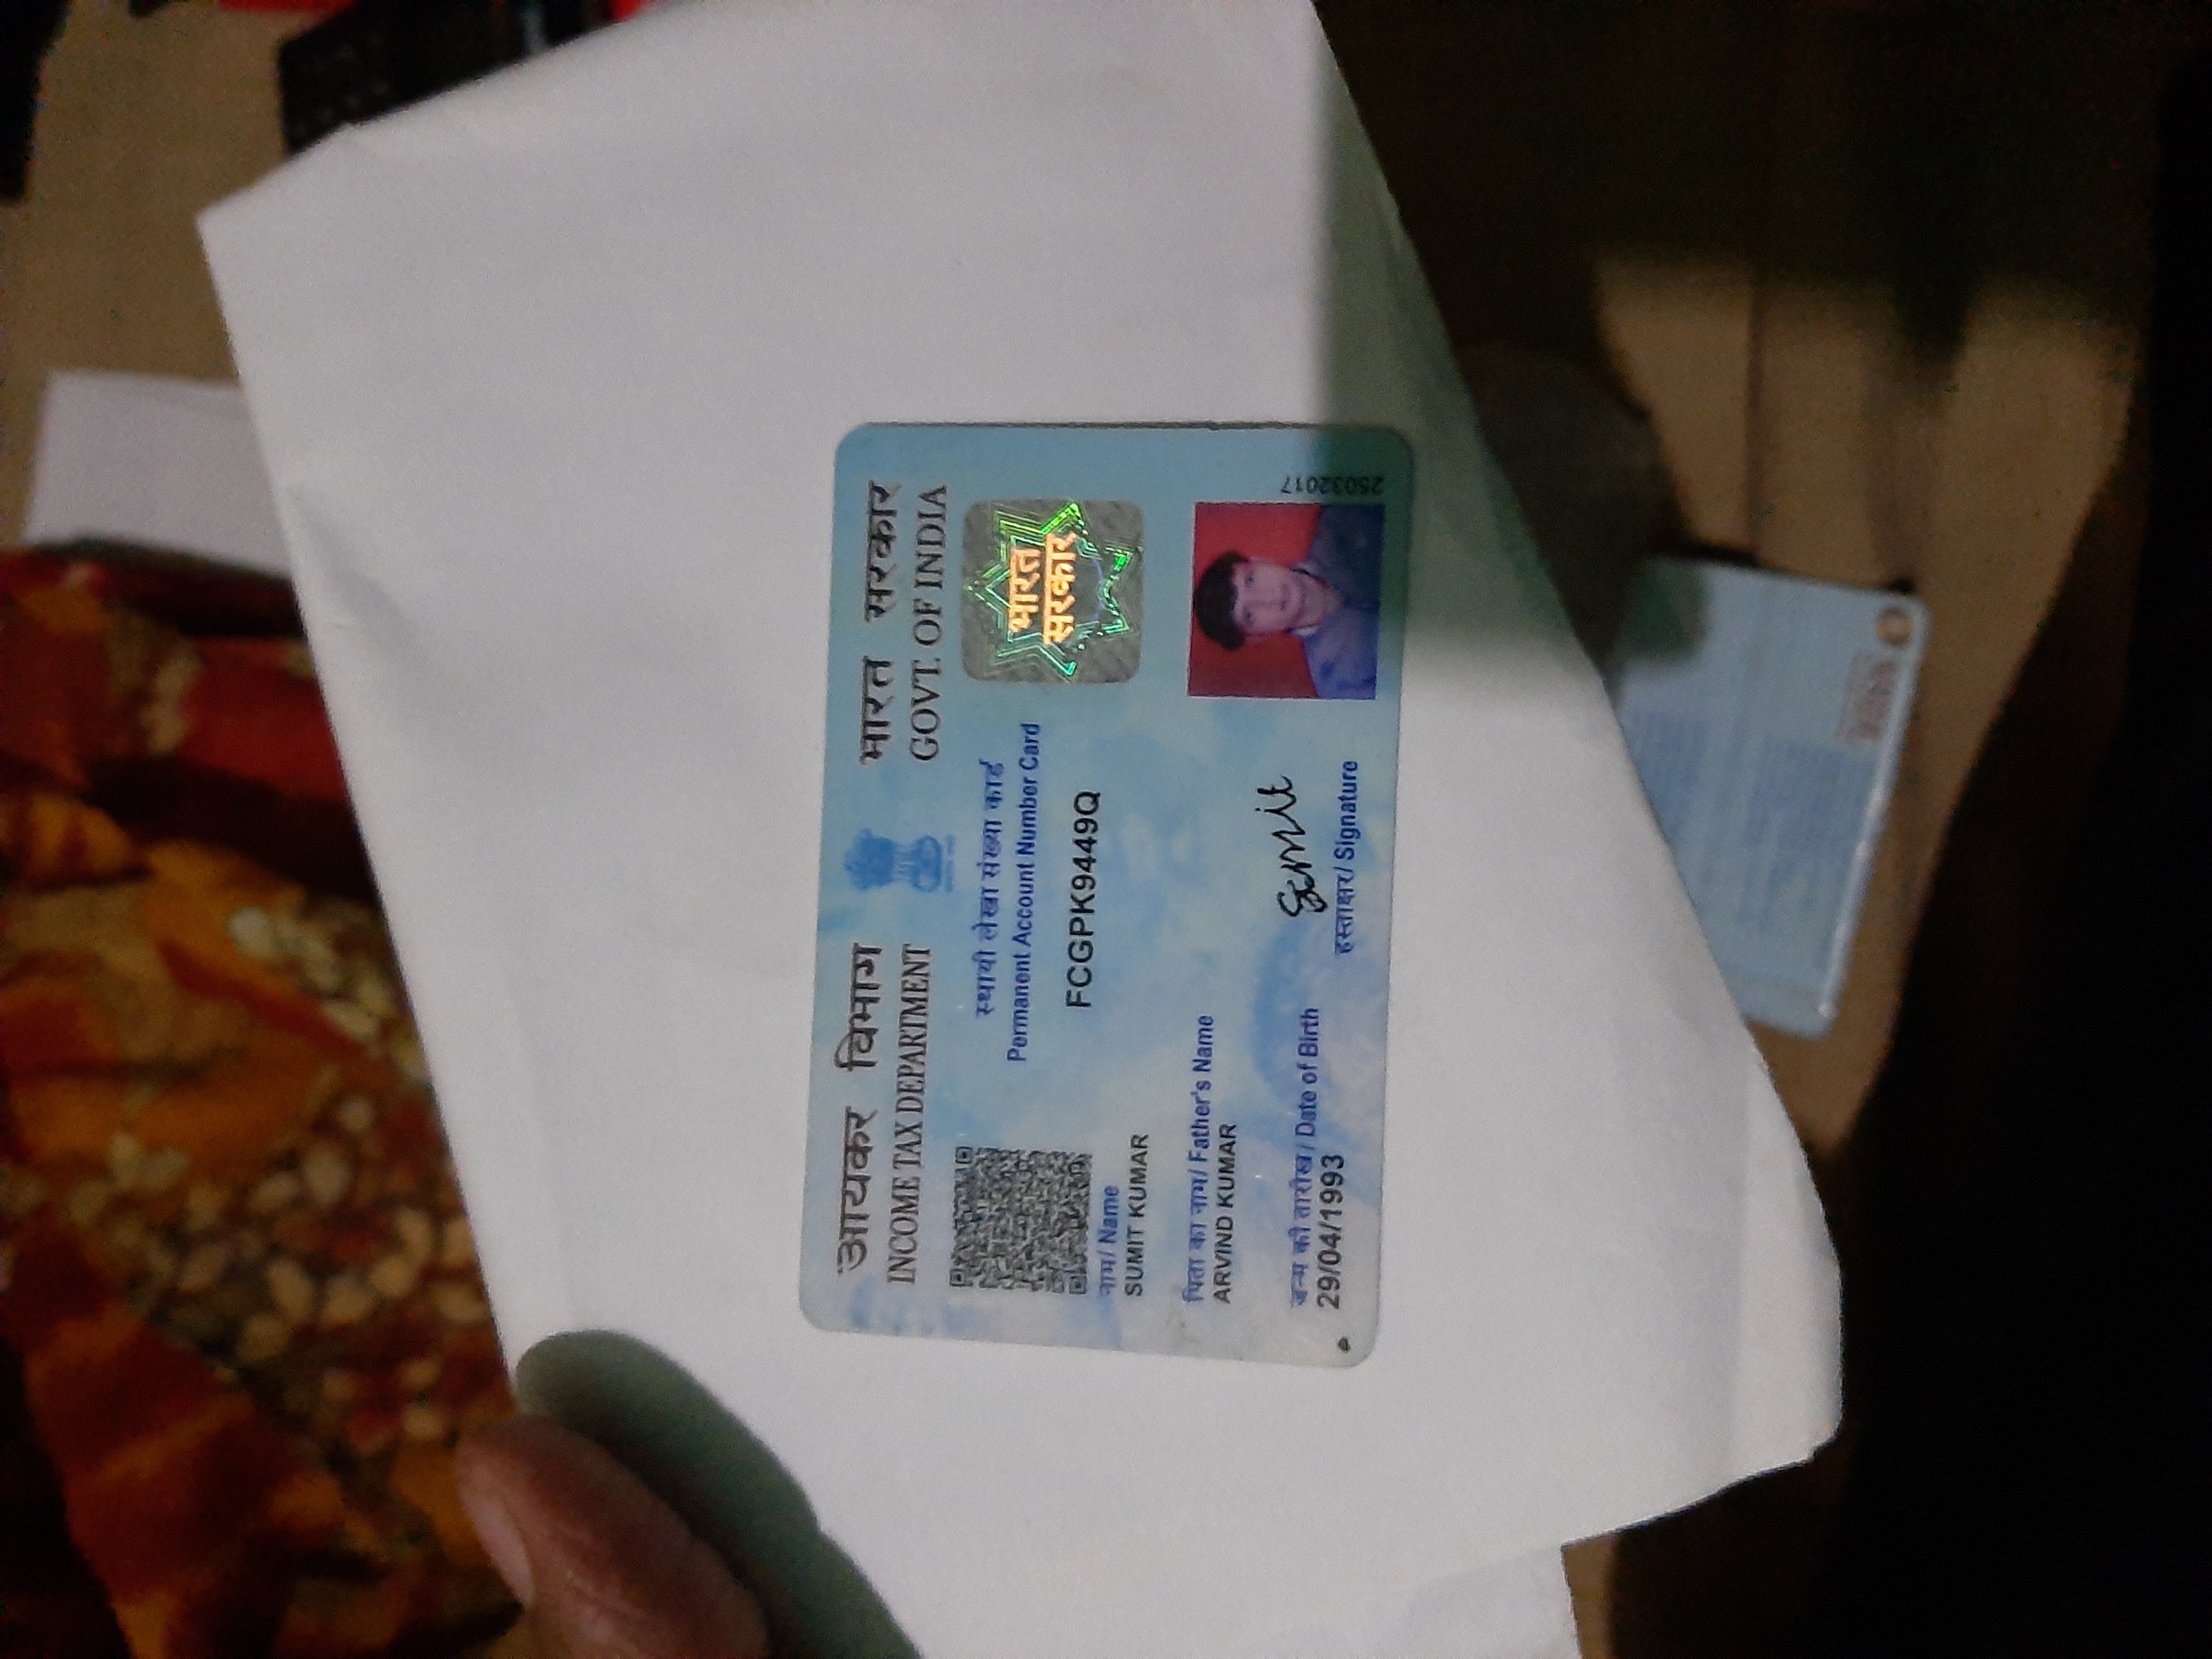 आयकर विभाग
INCOME TAX DEPARTMENT
भारत सरकार
GOVT. OF INDIA
स्थायी लेखा संख्या कार्ड
Permanent Account Number Card
FCGPK9449Q
भारत
सरकार
नाम/ Name
SUMIT KUMAR
पिता का नाम/ Father's Name
ARVIND KUMAR
जन्म की तारीख/ Date of Birth
29/04/1993
Sumit
हस्ताक्षर/ Signature
25032017